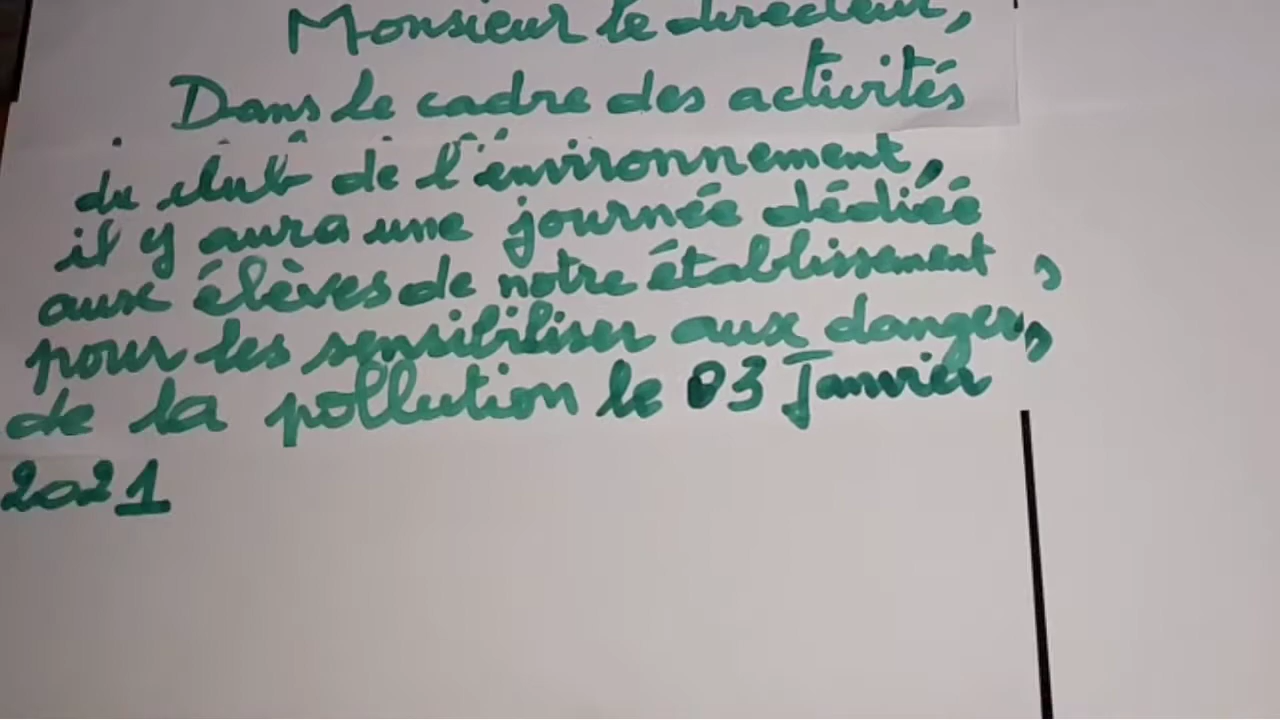 Monsieur le directeur,
Dans le cadre des activités
du club de l'environnement,
il y aura une journée dédiée
aux élèves de notre établissement,
pour les sensibiliser aux dangers,
de la pollution le 03 Janvier
2021